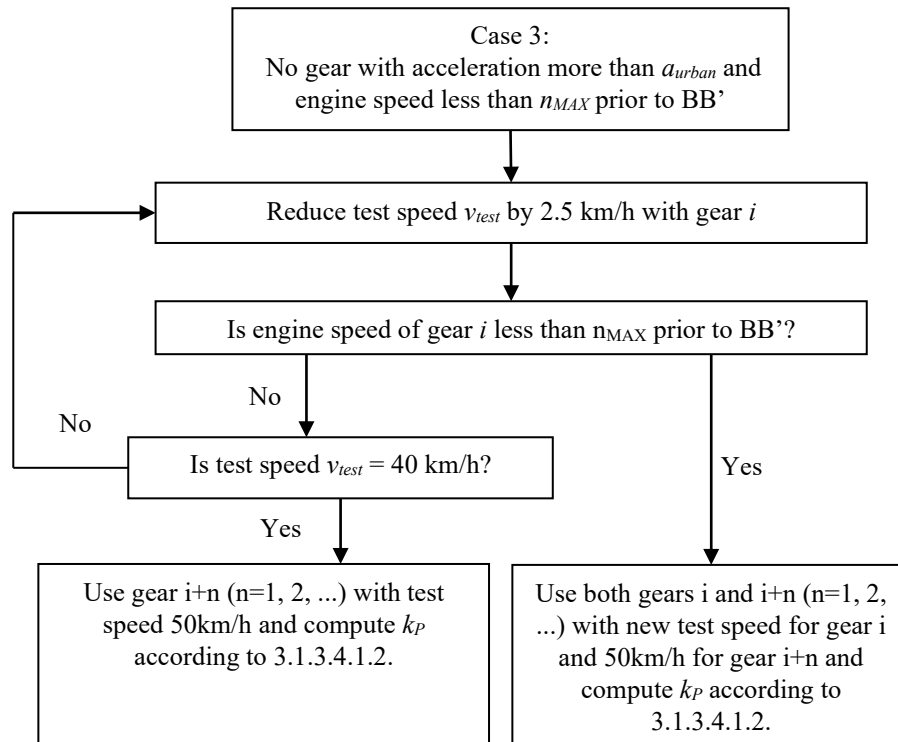 Case 3:
No gear with acceleration more than aurban and
engine speed less than nMAX prior to BB’
Reduce test speed vtest by 2.5 km/h with gear i
Is engine speed of gear i less than nMAX prior to BB’?
No
No
Is test speed vtest = 40 km/h?
Yes
Yes
Use gear i+n (n=1, 2, ...) with test
speed 50km/h and compute kP
according to 3.1.3.4.1.2.
Use both gears i and i+n (n=1, 2,
...) with new test speed for gear i
and 50km/h for gear i+n and
compute kP according to
3.1.3.4.1.2.